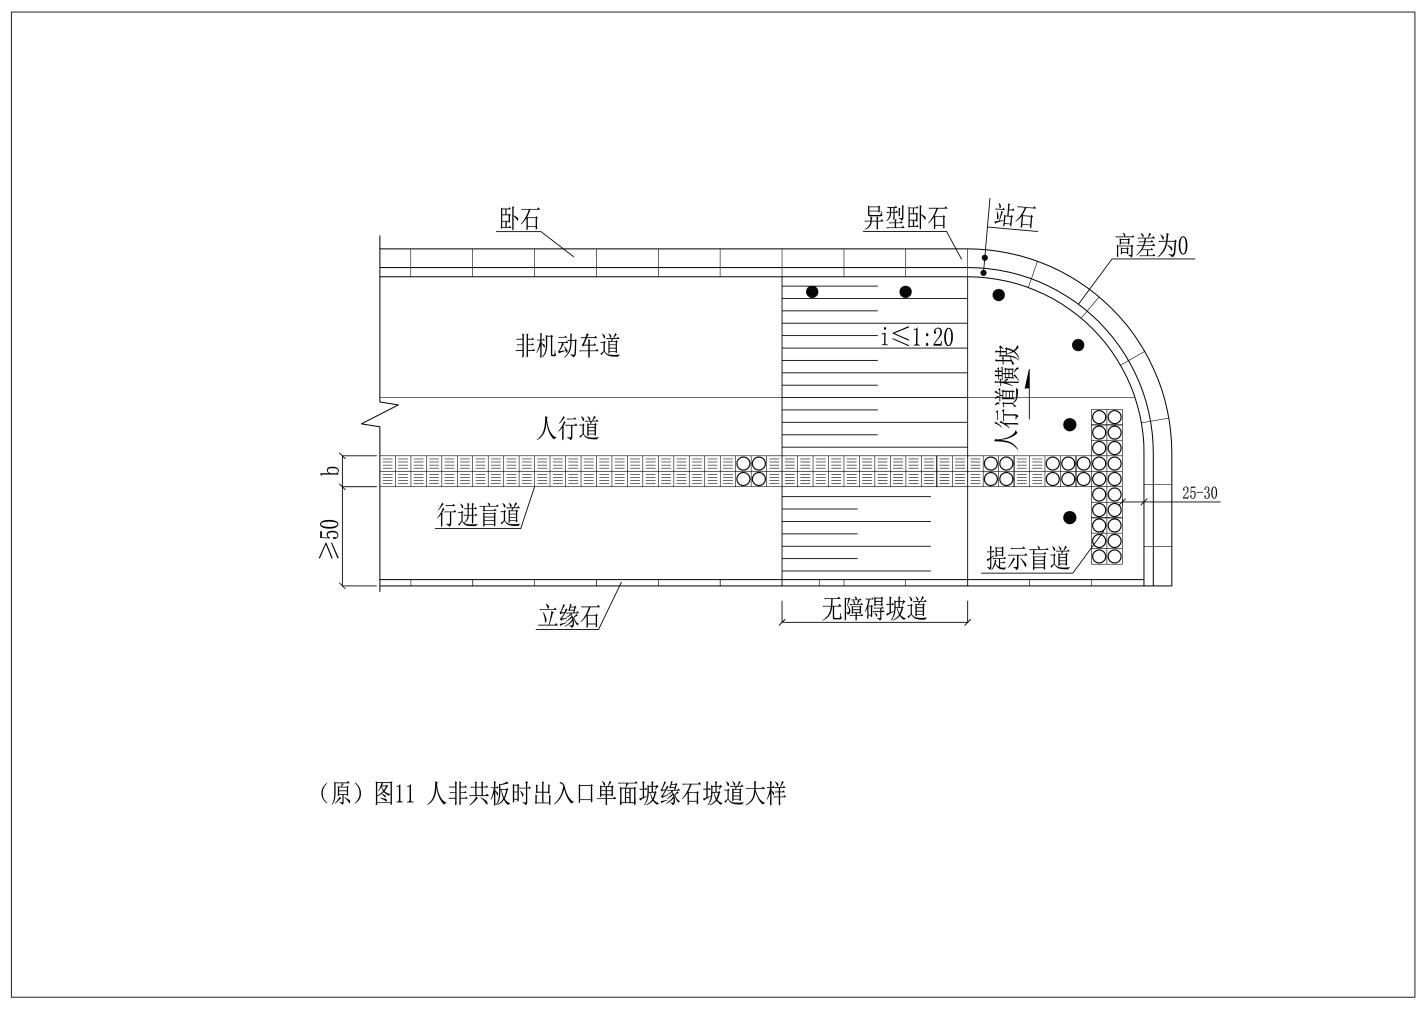 卧石
异型卧石
站石
高差为0
非机动车道
i≤1:20
人行道横坡
人行道
b
行进盲道
25-30
≥50
提示盲道
立缘石
无障碍坡道
（原）图11 人非共板时出入口单面坡缘石坡道大样